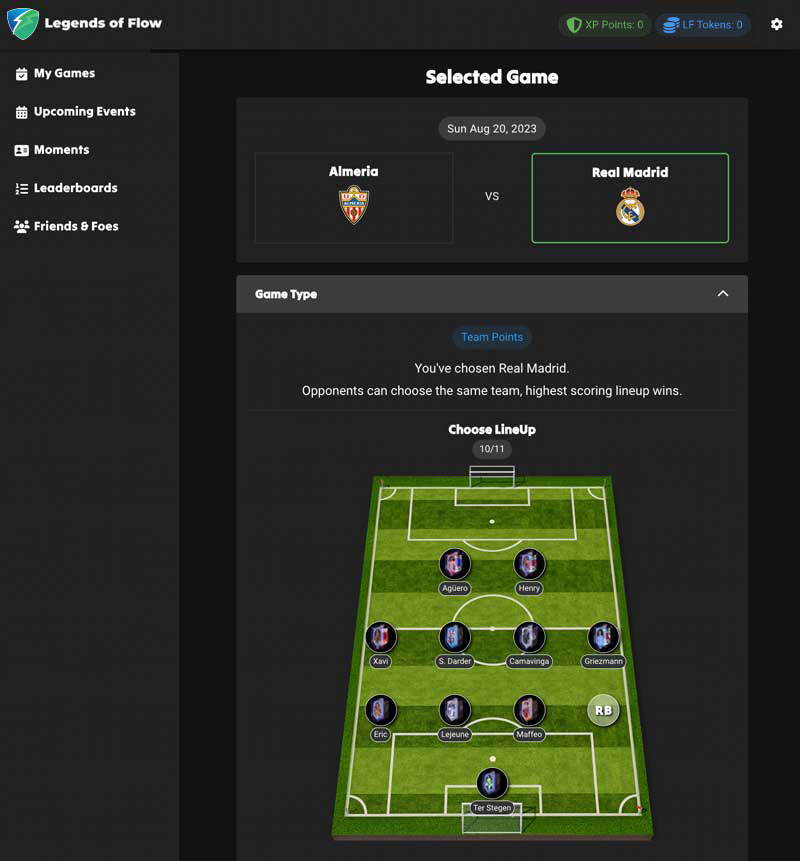 Legends of Flow
XP Points: 0
LF Tokens: 0
My Games
Upcoming Events
Moments
Leaderboards
Friends & Foes
Selected Game
Sun Aug 20, 2023
Almeria
VS
Real Madrid
Game Type
Team Points
You've chosen Real Madrid.
Opponents can choose the same team, highest scoring lineup wins.
Choose LineUp
10/11
Agüero
Henry
Xavi
S. Darder
Camavinga
Griezmann
Eric
Lejeune
Maffeo
RB
Ter Stegen